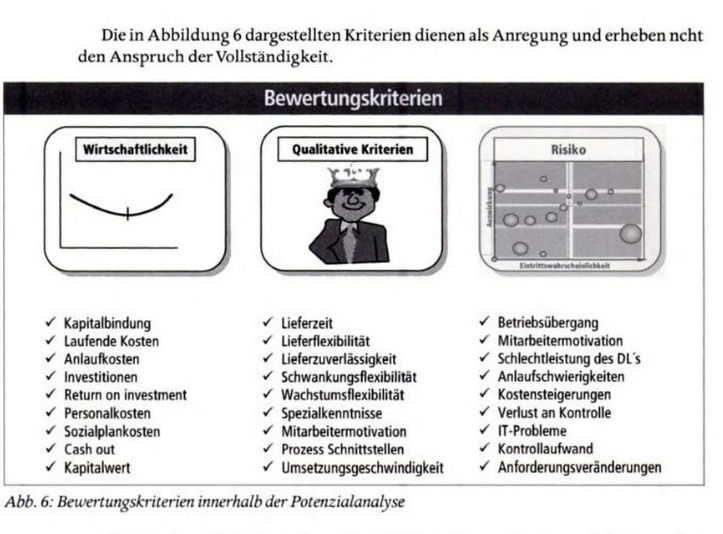 Die in Abbildung 6 dargestellten Kriterien dienen als Anregung und erheben ncht
den Anspruch der Vollständigkeit.
Bewertungskriterien
Wirtschaftlichkeit
✓ Kapitalbindung
✓ Laufende Kosten
✓ Anlaufkosten
✓ Investitionen
✓ Return on investment
✓ Personalkosten
✓ Sozialplankosten
✓ Cash out
✓ Kapitalwert
Qualitative Kriterien
✓ Lieferzeit
✓ Lieferflexibilität
✓ Lieferzuverlässigkeit
✓ Schwankungsflexibilität
✓ Wachstumsflexibilität
✓ Spezialkenntnisse
✓ Mitarbeitermotivation
✓ Prozess Schnittstellen
✓ Umsetzungsgeschwindigkeit
Risiko
Auswirkung
Eintrittswahrscheinlichkeit
✓ Betriebsübergang
✓ Mitarbeitermotivation
✓ Schlechtleistung des DL´s
✓ Anlaufschwierigkeiten
✓ Kostensteigerungen
✓ Verlust an Kontrolle
✓ IT-Probleme
✓ Kontrollaufwand
✓ Anforderungsveränderungen
Abb. 6: Bewertungskriterien innerhalb der Potenzialanalyse